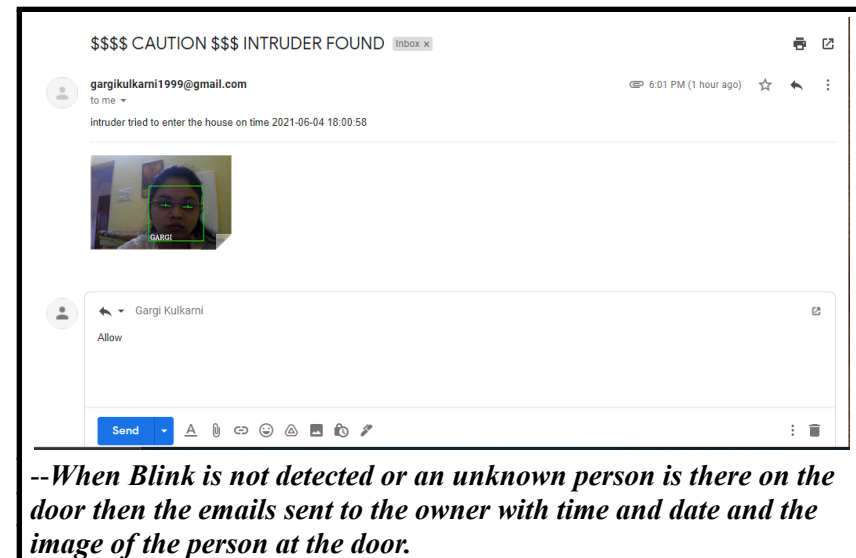 $$$$ CAUTION $$$ INTRUDER FOUND Inbox x
gargikulkarni1999@gmail.com 6:01 PM (1 hour ago)
to me
intruder tried to enter the house on time 2021-06-04 18:00:58
GARGI
Gargi Kulkarni
Allow
Send
--When Blink is not detected or an unknown person is there on the
door then the emails sent to the owner with time and date and the
image of the person at the door.